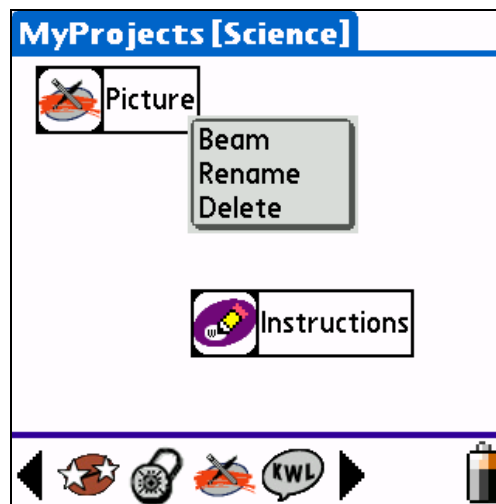 MyProjects [Science]
Picture
Beam
Rename
Delete
Instructions
KWL